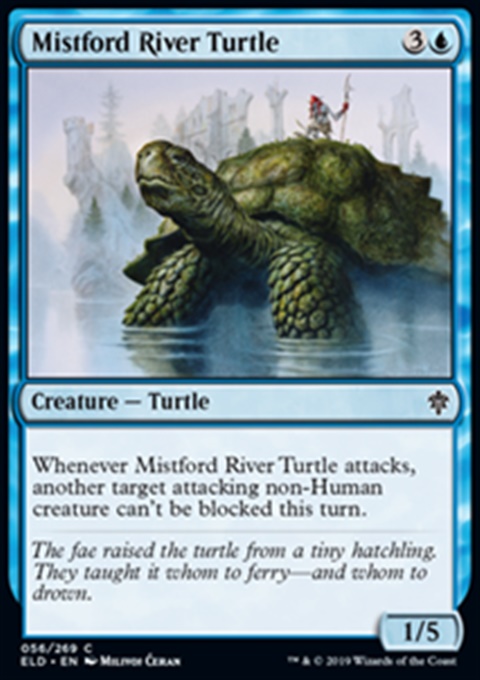 Mistford River Turtle 3
Creature — Turtle
Whenever Mistford River Turtle attacks,
another target attacking non-Human
creature can't be blocked this turn.
The fae raised the turtle from a tiny hatchling.
They taught it whom to ferry—and whom to
drown.
1/5
056/269 C
ELD • EN Milivoj Ćeran
™ & © 2019 Wizards of the Coast